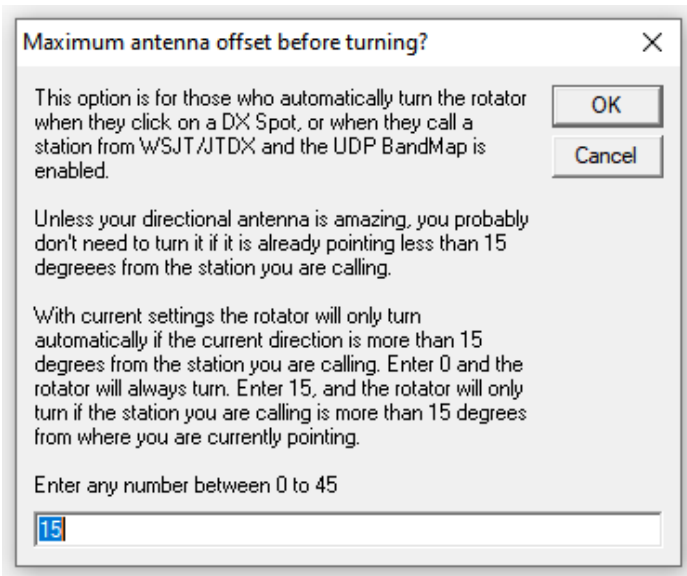 Maximum antenna offset before turning?
This option is for those who automatically turn the rotator
when they click on a DX Spot, or when they call a
station from WSJT/JTDX and the UDP BandMap is
enabled.
OK
Cancel
Unless your directional antenna is amazing, you probably
don't need to turn it if it is already pointing less than 15
degreees from the station you are calling.
With current settings the rotator will only turn
automatically if the current direction is more than 15
degrees from the station you are calling. Enter 0 and the
rotator will always turn. Enter 15, and the rotator will only
turn if the station you are calling is more than 15 degrees
from where you are currently pointing.
Enter any number between 0 to 45
15